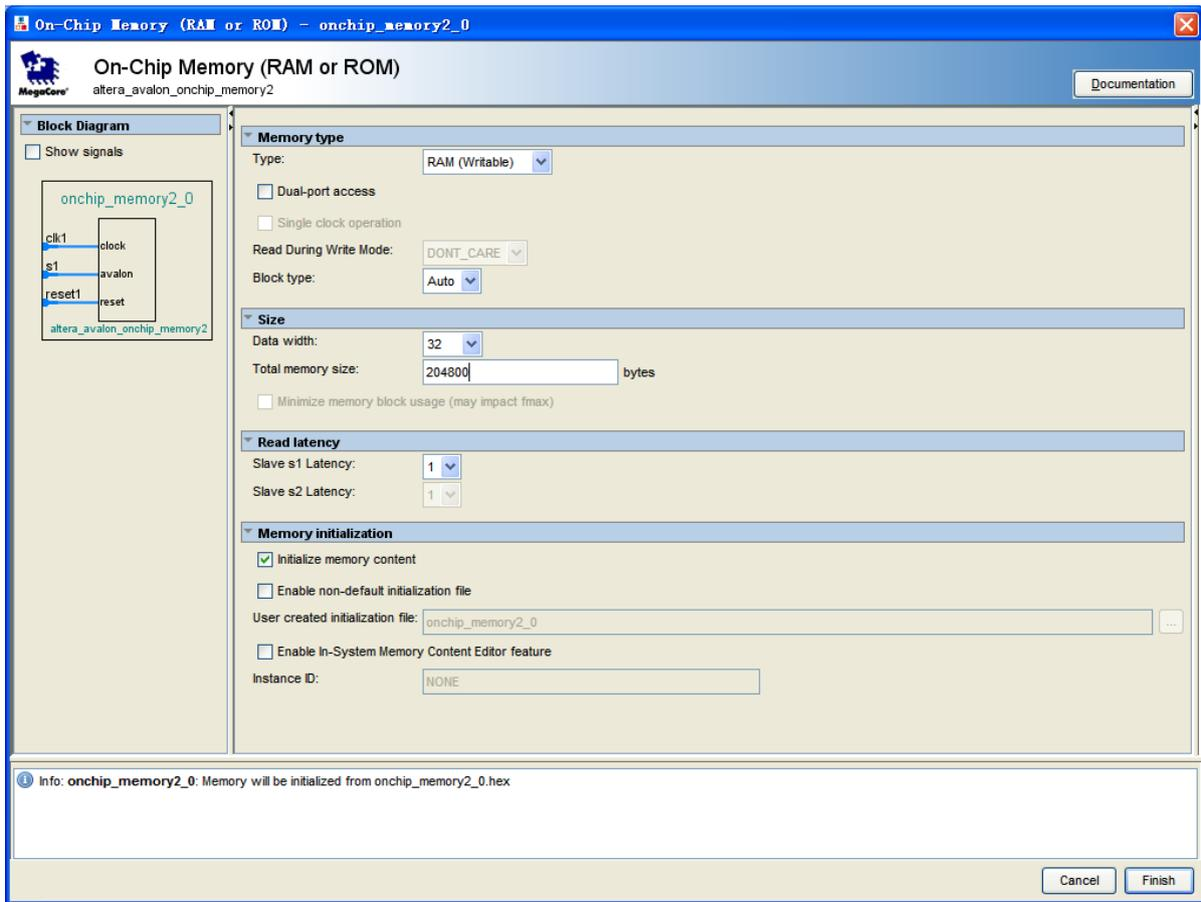 On-Chip Memory (RAM or ROM) - onchip_memory2_0
MegaCore®
On-Chip Memory (RAM or ROM)
altera_avalon_onchip_memory2
Documentation
Block Diagram
Show signals
onchip_memory2_0
clk1
clock
s1
avalon
reset1
reset
altera_avalon_onchip_memory2
Memory type
Type: RAM (Writable)
Dual-port access
Single clock operation
Read During Write Mode: DONT_CARE
Block type: Auto
Size
Data width: 32
Total memory size: 204800 bytes
Minimize memory block usage (may impact fmax)
Read latency
Slave s1 Latency: 1
Slave s2 Latency: 1
Memory initialization
Initialize memory content
Enable non-default initialization file
User created initialization file: onchip_memory2_0 ...
Enable In-System Memory Content Editor feature
Instance ID: NONE
Info: onchip_memory2_0: Memory will be initialized from onchip_memory2_0.hex
Cancel Finish